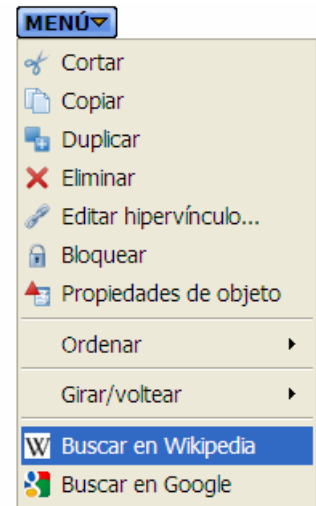 MENÚ
Cortar
Copiar
Duplicar
Eliminar
Editar hipervínculo...
Bloquear
Propiedades de objeto
Ordenar
Girar/voltear
W Buscar en Wikipedia
Buscar en Google